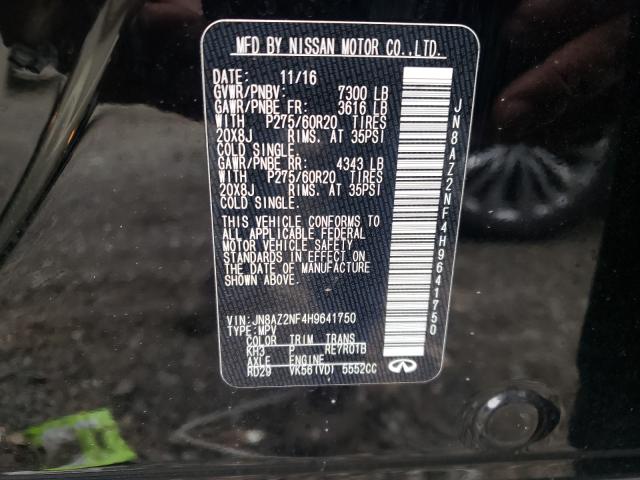 MFD BY NISSAN MOTOR CO.,LTD.
DATE: 11/16
GVWR/PNBV: 7300 LB
GAWR/PNBE FR: 3616 LB
WITH P275/60R20 TIRES
20X8J RIMS. AT 35PSI
COLD SINGLE.
GAWR/PNBE RR: 4343 LB
WITH P275/60R20 TIRES
20X8J RIMS. AT 35PSI
COLD SINGLE.
THIS VEHICLE CONFORMS TO
ALL APPLICABLE FEDERAL
MOTOR VEHICLE SAFETY
STANDARDS IN EFFECT ON
THE DATE OF MANUFACTURE
SHOWN ABOVE.
VIN: JN8AZ2NF4H9641750
TYPE: MPV
COLOR TRIM TRANS
KH3 P RE7R01B
AXLE ENGINE
RD29 VK56(VD) 5552CC
JN8AZ2NF4H9641750